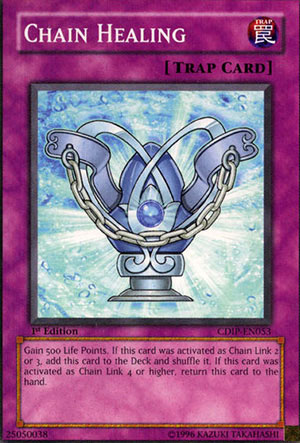 CHAIN HEALING
TRAP
罠
[ TRAP CARD ]
1st Edition
CDIP-EN053
Gain 500 Life Points. If this card was activated as Chain Link 2
or 3, add this card to the Deck and shuffle it. If this card was
activated as Chain Link 4 or higher, return this card to
the hand.
25050038
©1996 KAZUKI TAKAHASHI